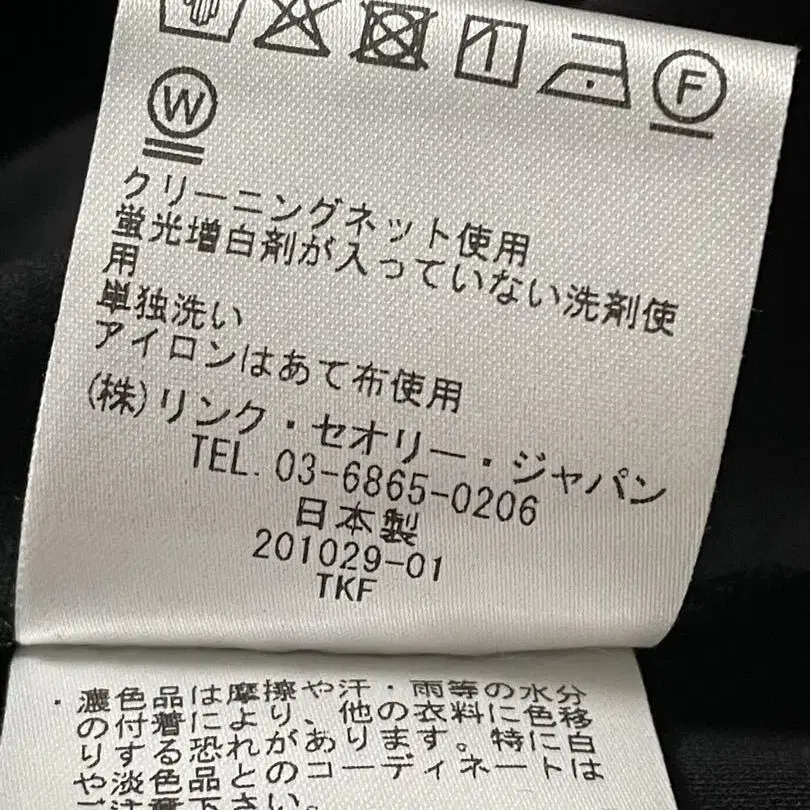 F
W
クリーニングネット使用
蛍光増白剤が入っていない洗剤使
用
単独洗い
アイロンはあて布使用
(株)リンク・セオリー・ジャパン
TEL. 03-6865-0206
日本製
201029-01
TKF
・濃色品は摩擦や汗・雨等の水分
の付着により、他の衣料に色移
りする恐れがあります。特に白
や淡色品とのコーディネートは
ご注意下さい。